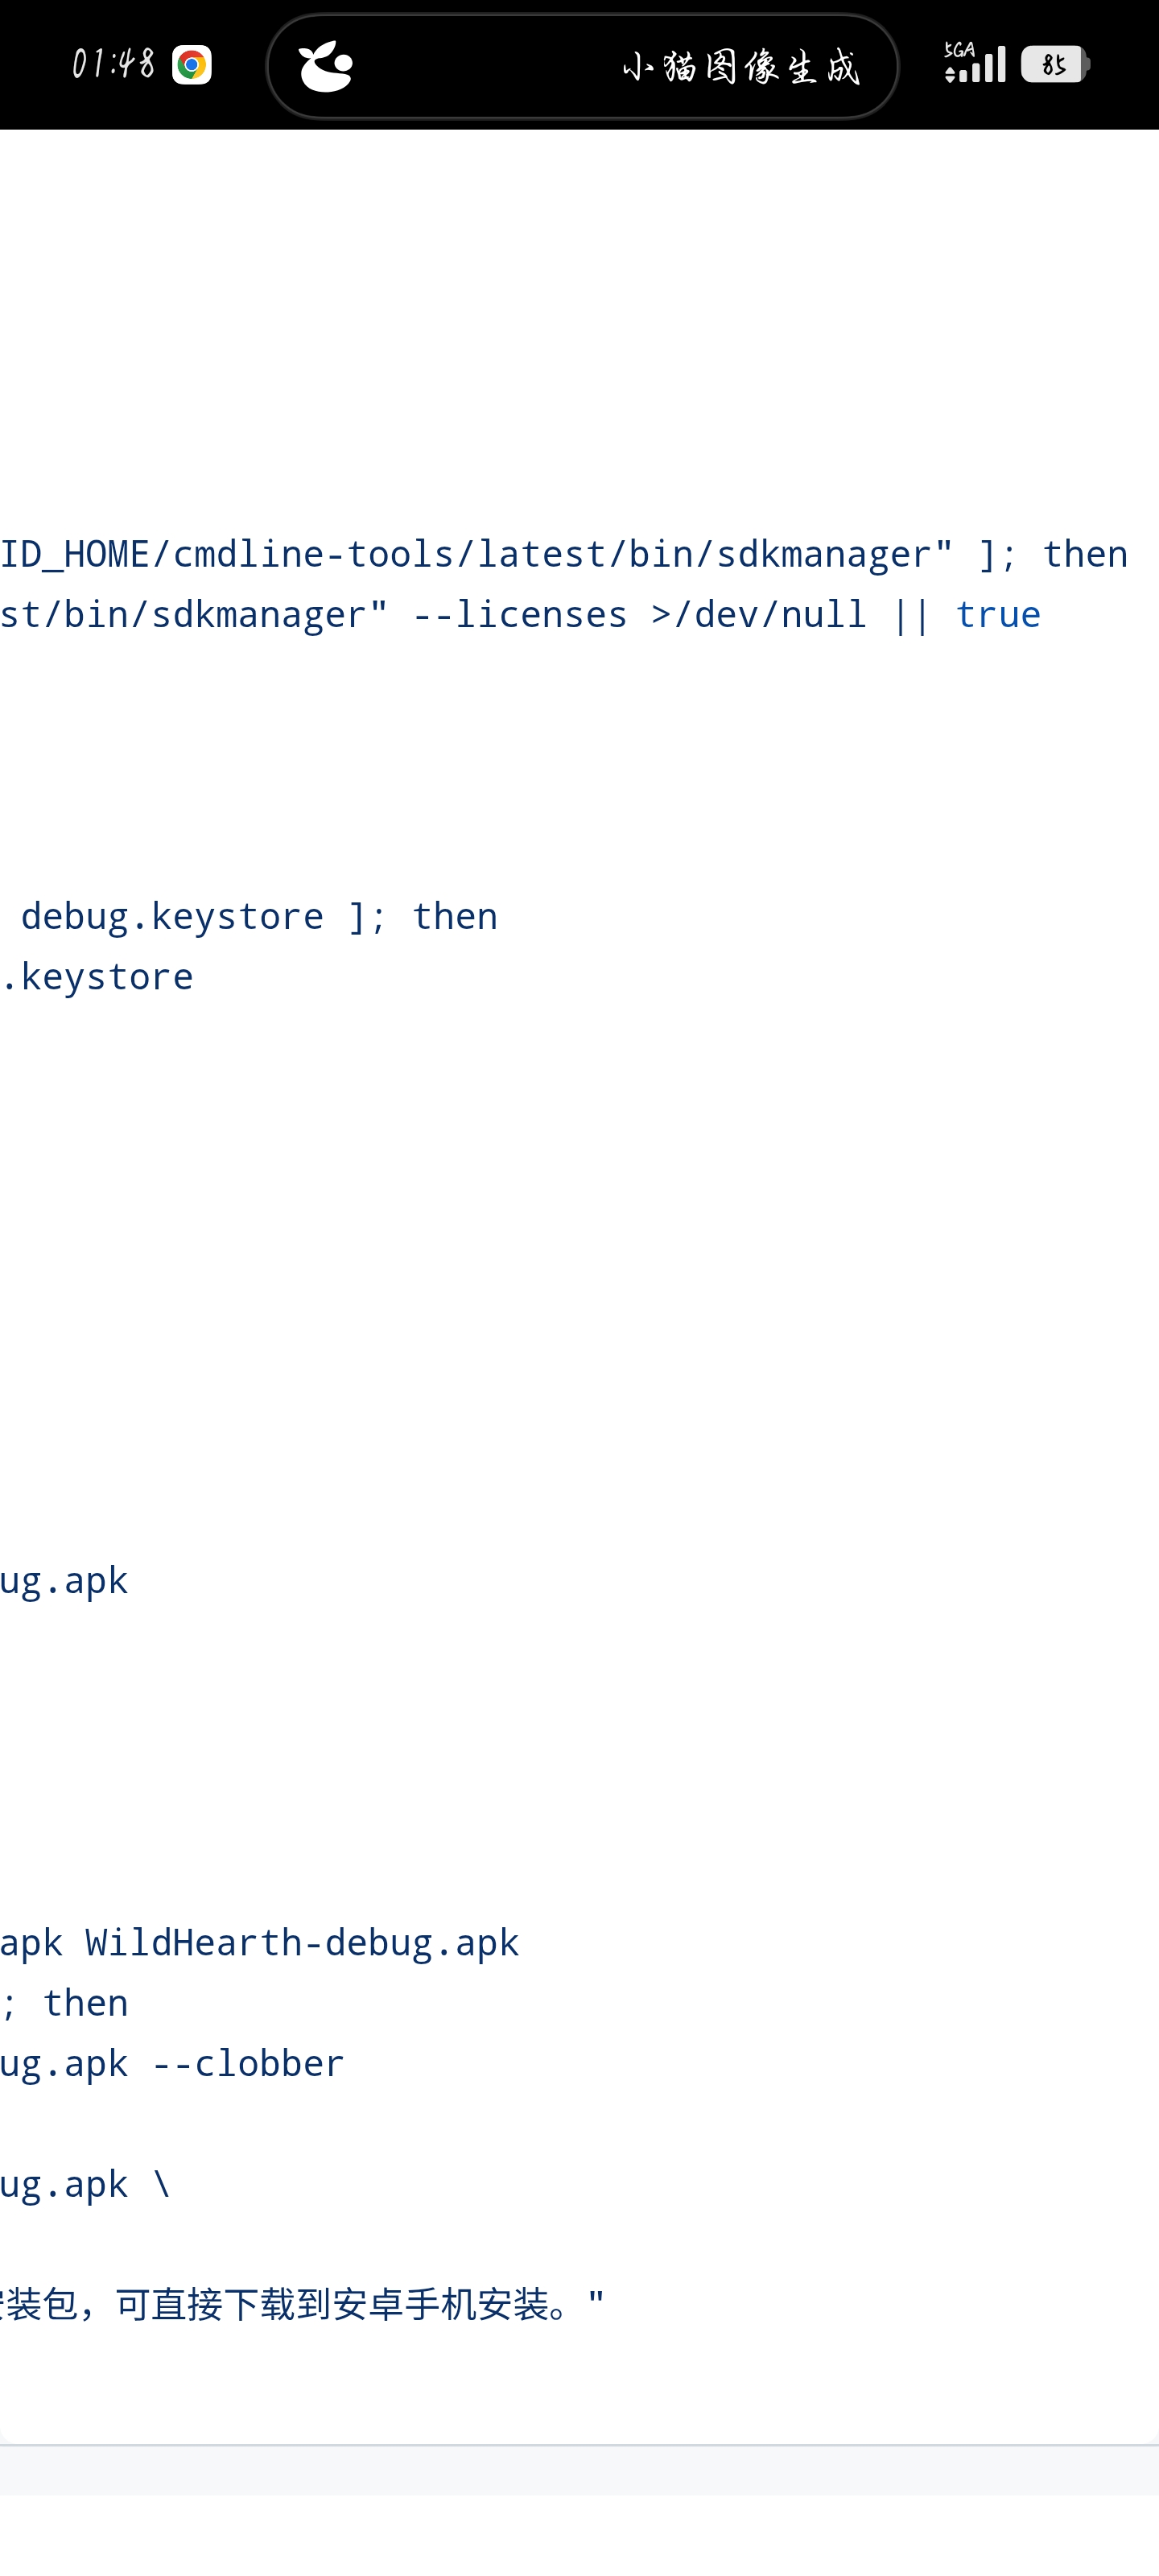 01:48
小猫图像生成
5GA
85
ID_HOME/cmdline-tools/latest/bin/sdkmanager" ]; then
st/bin/sdkmanager" --licenses >/dev/null || true
debug.keystore ]; then
.keystore
ug.apk
apk WildHearth-debug.apk
; then
ug.apk --clobber
ug.apk \
装包，可直接下载到安卓手机安装。"